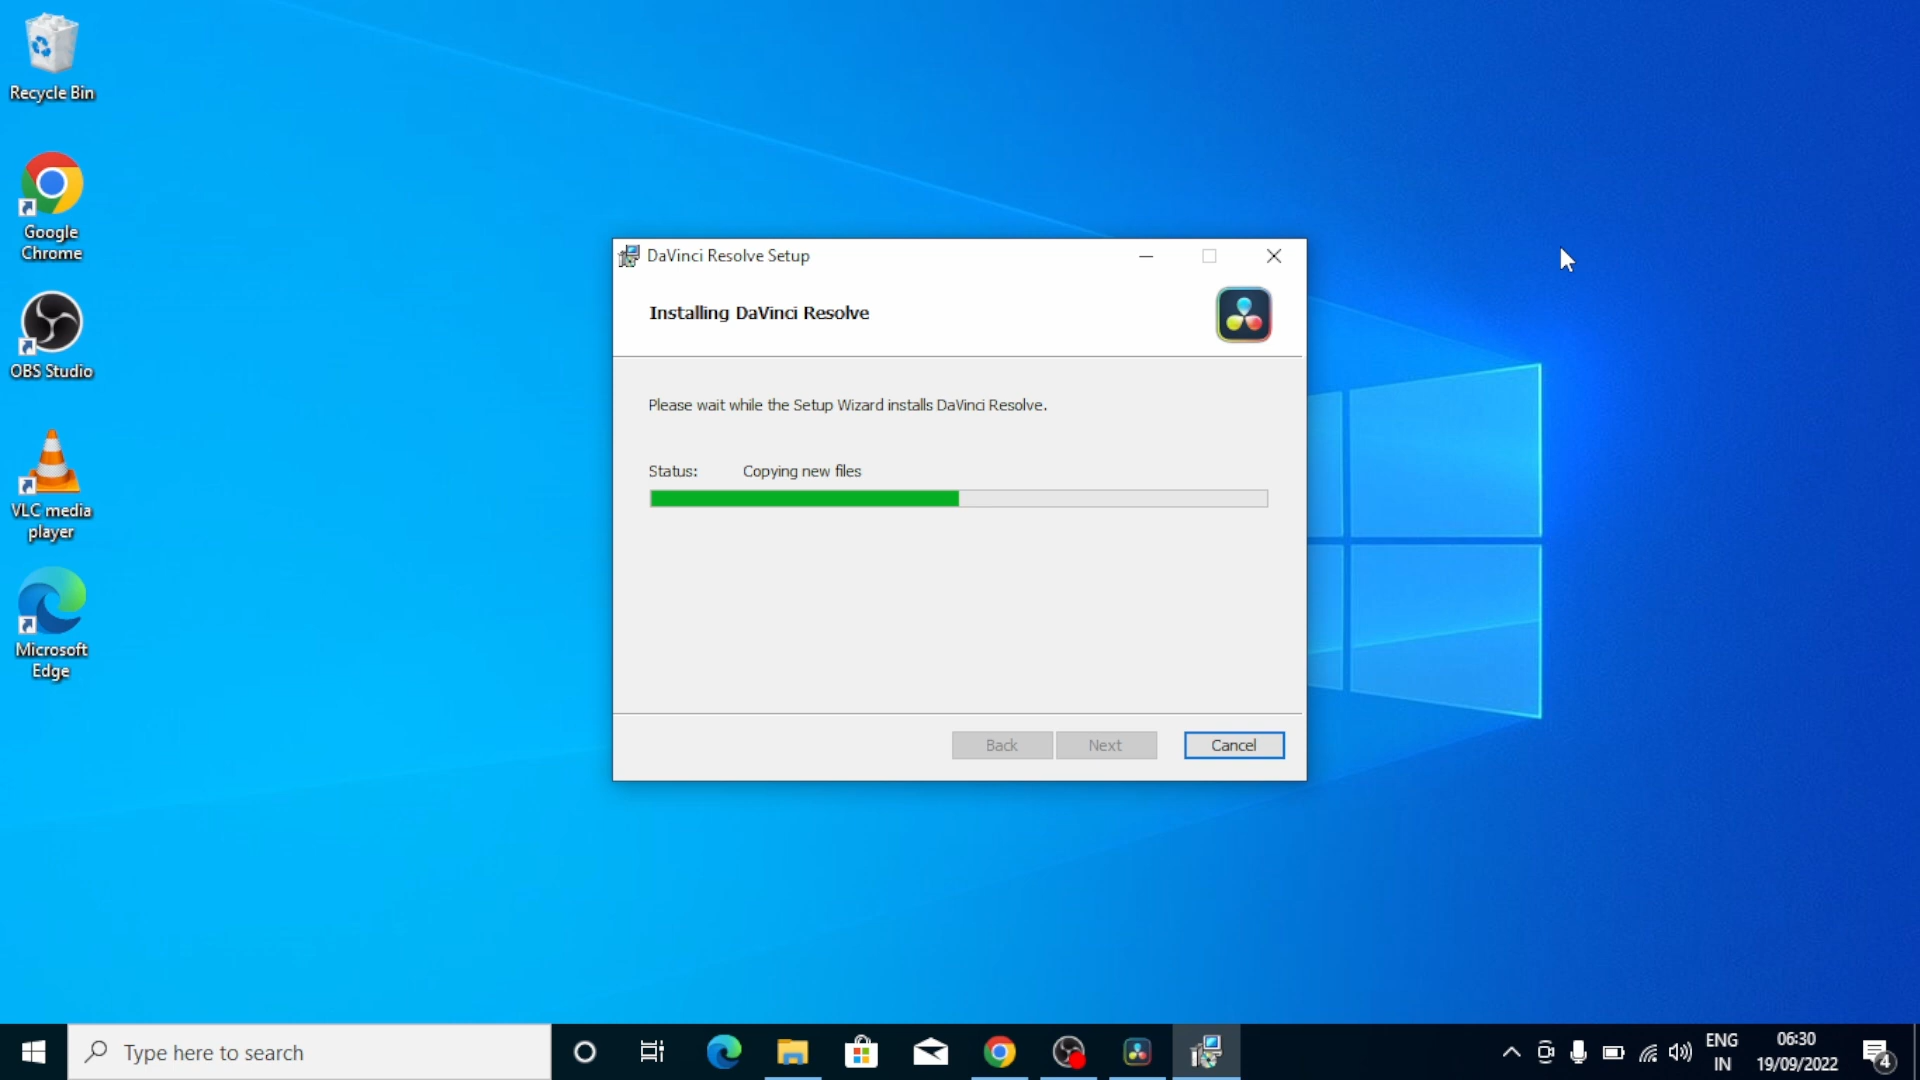 Recycle Bin
Google
Chrome
OBS Studio
VLC media
player
Microsoft
Edge
DaVinci Resolve Setup
Installing DaVinci Resolve
Please wait while the Setup Wizard installs DaVinci Resolve.
Status: Copying new files
Back Next Cancel
Type here to search
ENG
IN
06:30
19/09/2022
4